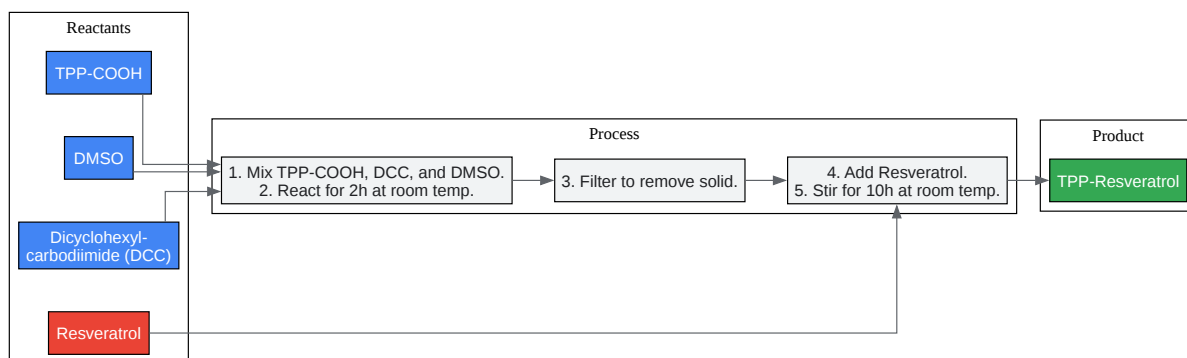 Reactants
TPP-COOH
DMSO
Dicyclohexyl-
carbodiimide (DCC)
Resveratrol
Process
1. Mix TPP-COOH, DCC, and DMSO.
2. React for 2h at room temp.
3. Filter to remove solid.
4. Add Resveratrol.
5. Stir for 10h at room temp.
Product
TPP-Resveratrol